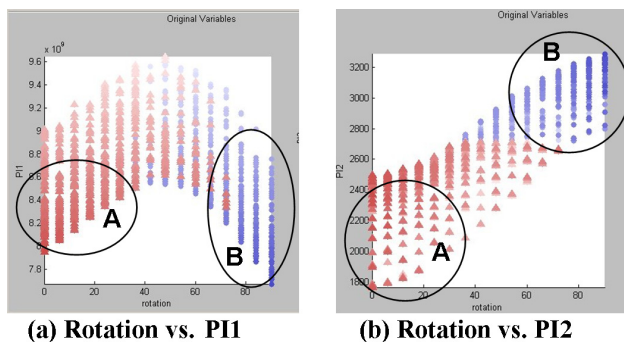 Original Variables
x 10⁹
9.6
9.4
9.2
9
8.8
8.6
8.4
8.2
8
7.8
PI1
0 20 40 60 80
rotation
A
B
(a) Rotation vs. PI1
Original Variables
3200
3000
2800
2600
2400
2200
2000
1800
PI2
0 20 40 60 80
rotation
B
A
(b) Rotation vs. PI2